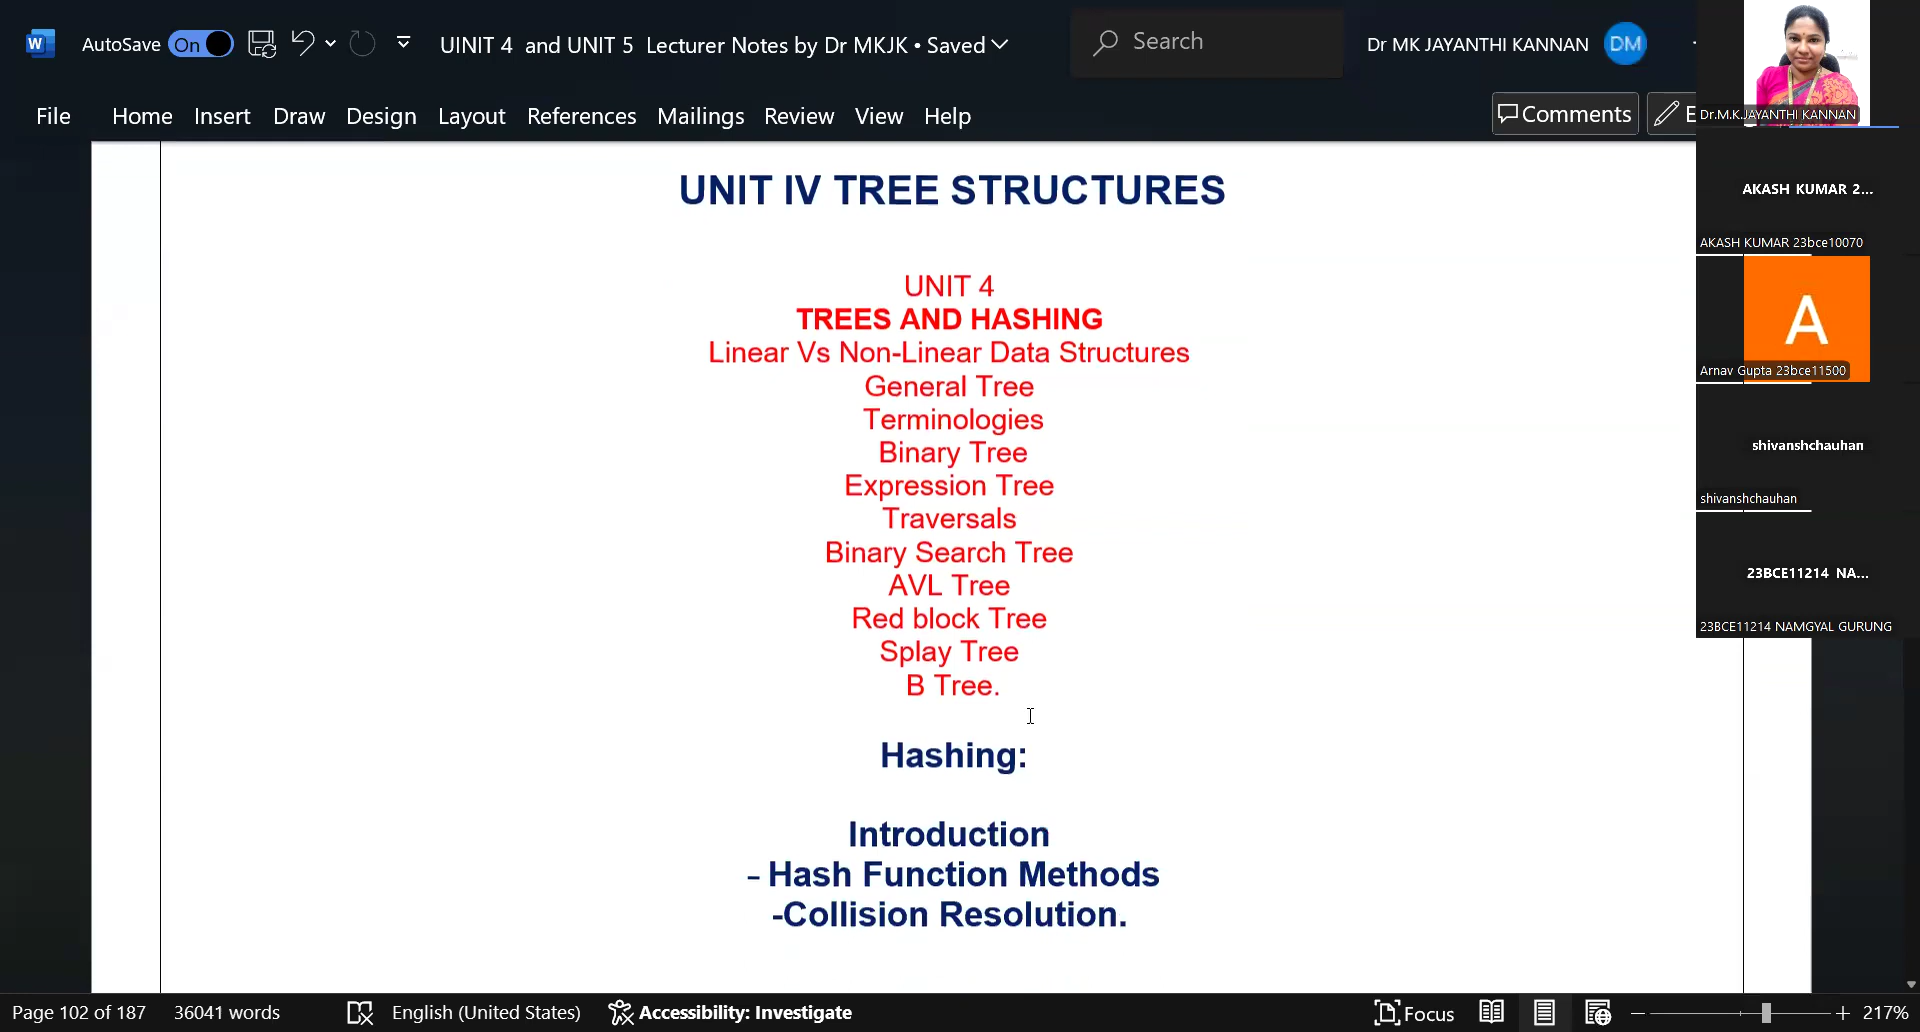 W AutoSave On UINIT 4 and UNIT 5 Lecturer Notes by Dr MKJK • Saved Search Dr MK JAYANTHI KANNAN DM
File Home Insert Draw Design Layout References Mailings Review View Help Comments E
Dr.M.K.JAYANTHI KANNAN
AKASH KUMAR 2...
AKASH KUMAR 23bce10070
A
Arnav Gupta 23bce11500
shivanshchauhan
shivanshchauhan
23BCE11214 NA...
23BCE11214 NAMGYAL GURUNG
UNIT IV TREE STRUCTURES
UNIT 4
TREES AND HASHING
Linear Vs Non-Linear Data Structures
General Tree
Terminologies
Binary Tree
Expression Tree
Traversals
Binary Search Tree
AVL Tree
Red block Tree
Splay Tree
B Tree.
Hashing:
Introduction
– Hash Function Methods
-Collision Resolution.
Page 102 of 187 36041 words English (United States) Accessibility: Investigate Focus 217%